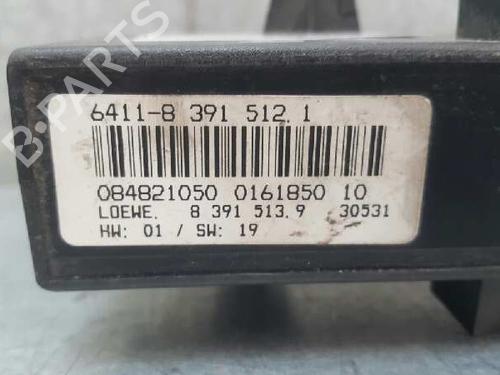 B-PARTS
6411-8 391 512.1
084821050 0161850 10
LOEWE. 8 391 513.9 30531
HW: 01 / SW: 19